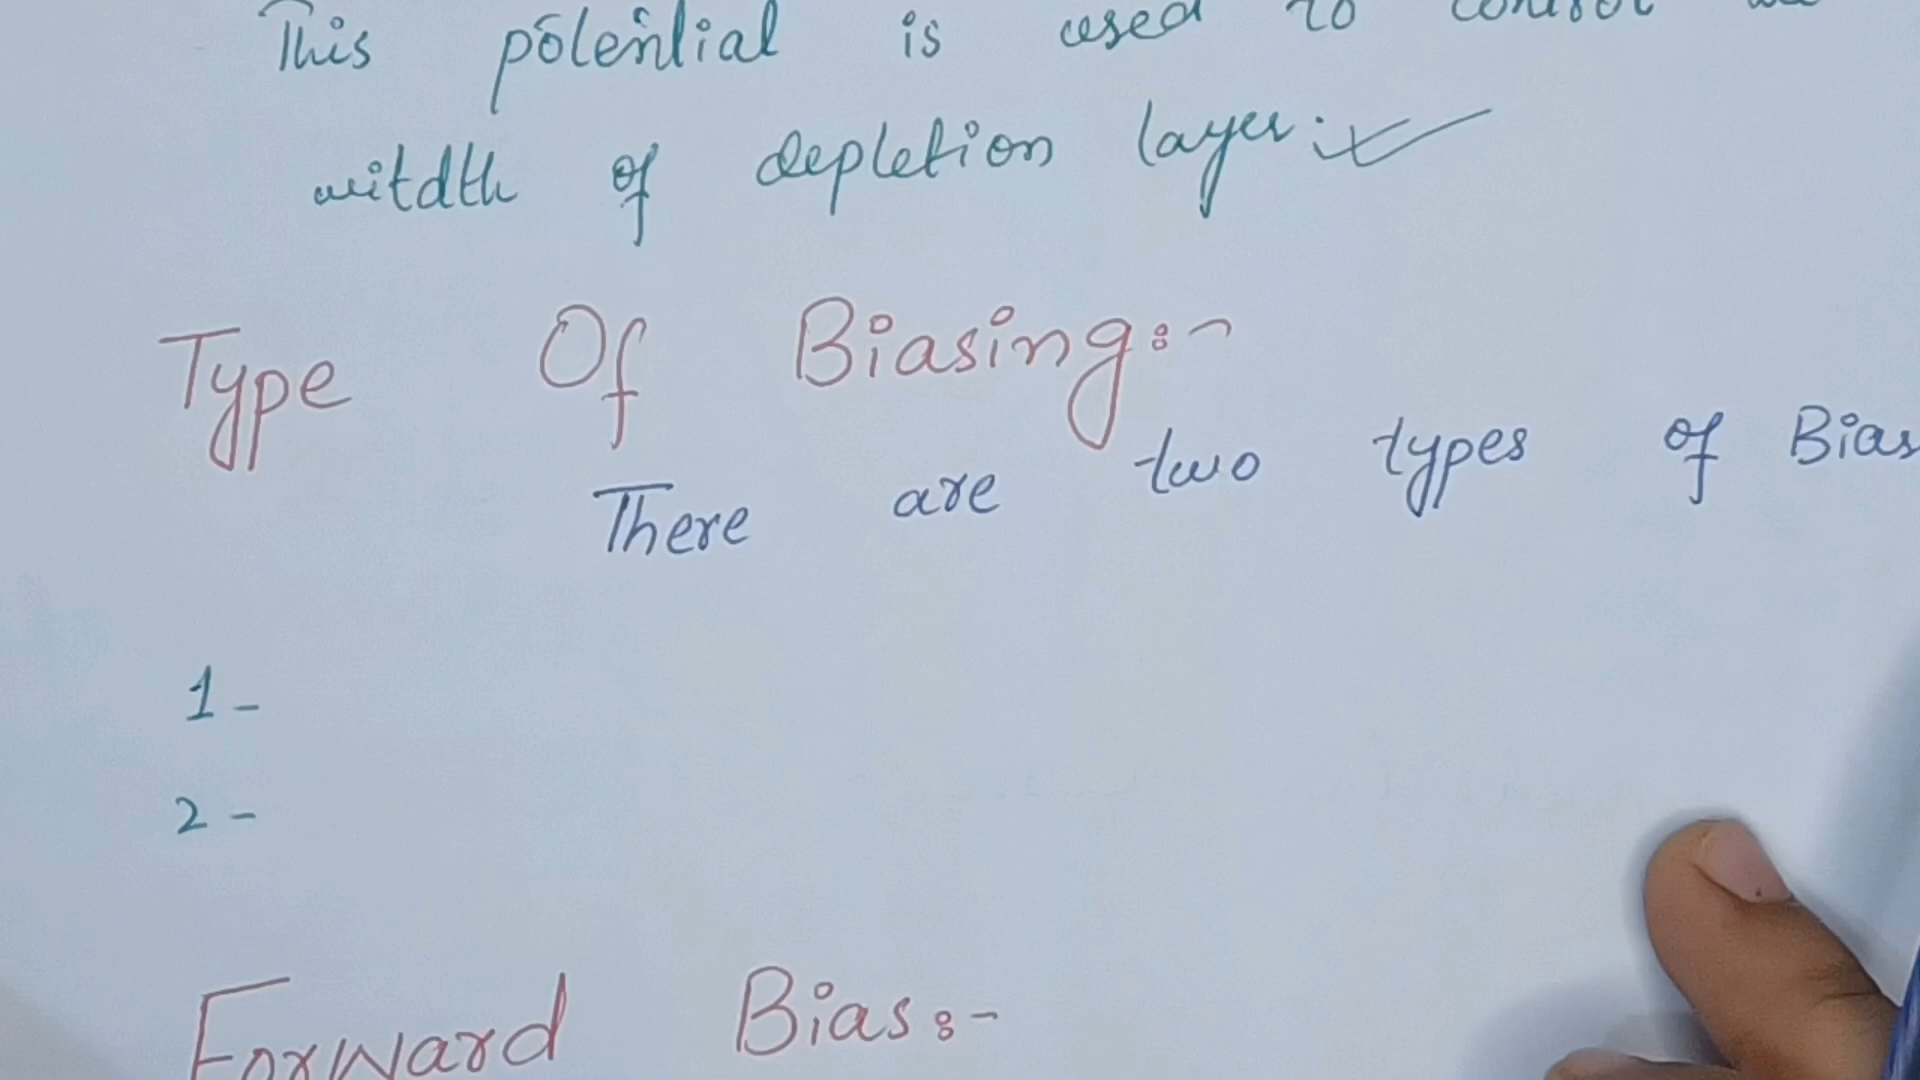 This potential is used to control
witdth of depletion layer:
Type Of Biasing:-
There are two types of Bias
1-
2-
Forward Bias:-